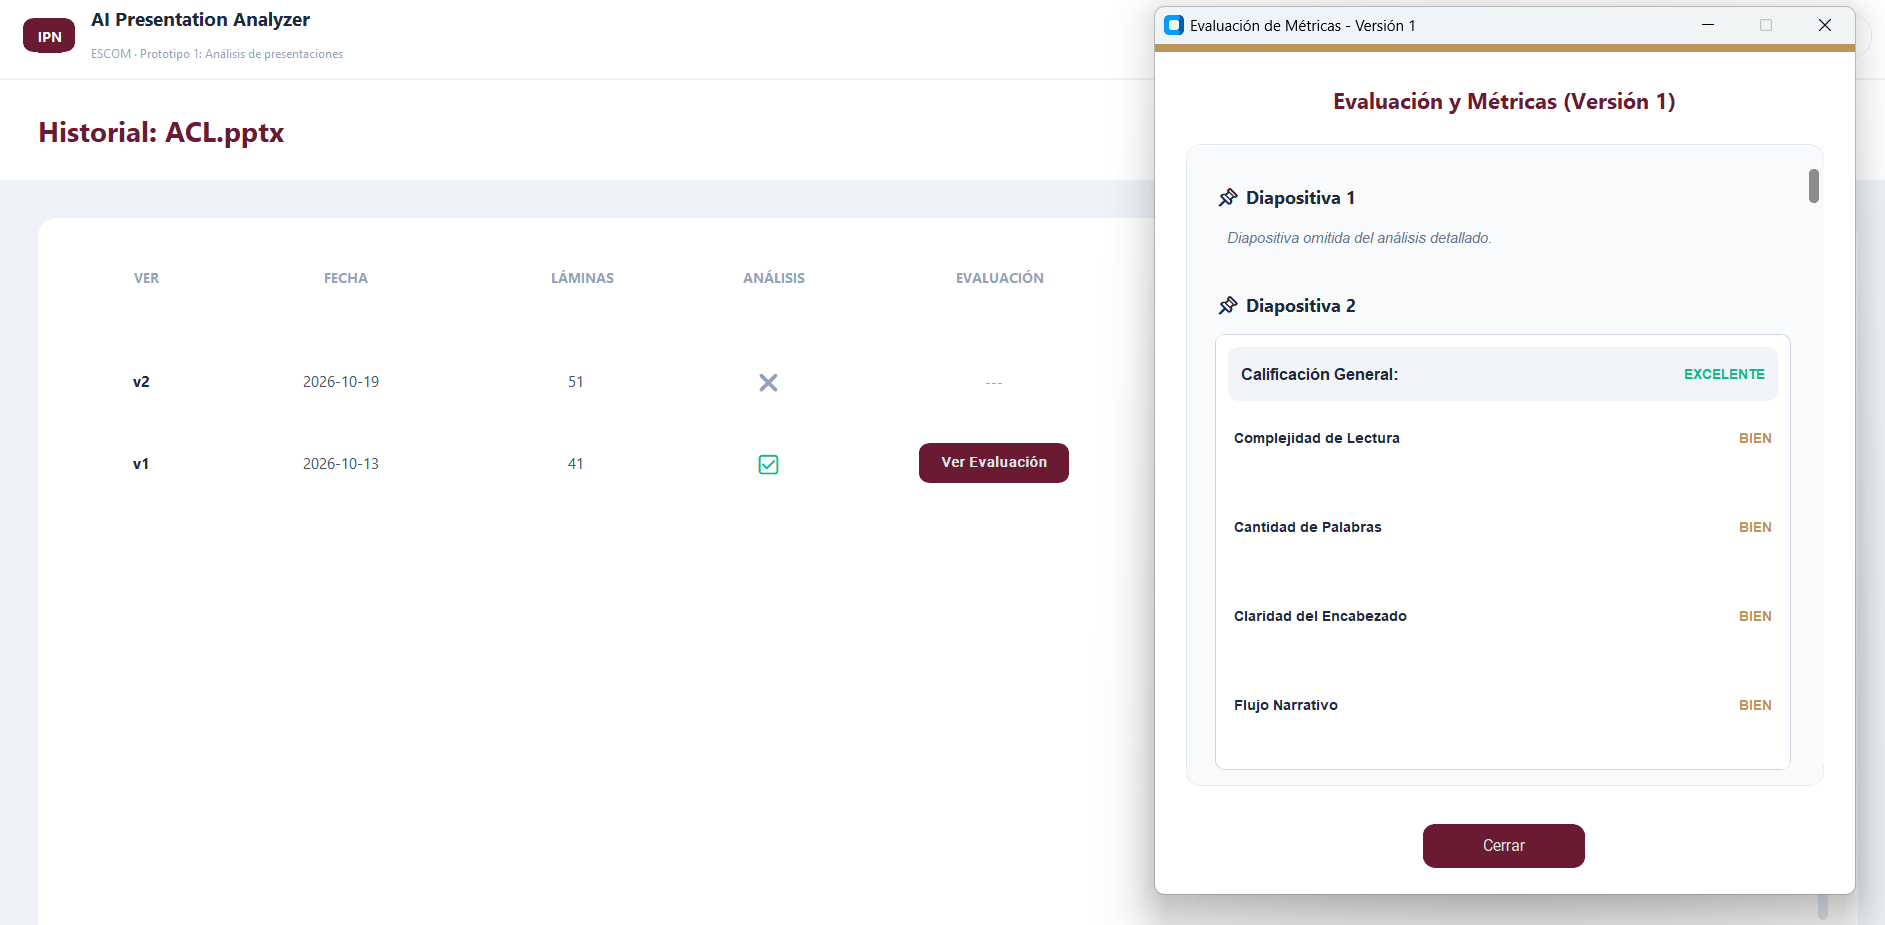 IPN
AI Presentation Analyzer
ESCOM · Prototipo 1: Análisis de presentaciones
Historial: ACL.pptx
VER FECHA LÁMINAS ANÁLISIS EVALUACIÓN
v2 2026-10-19 51 ---
v1 2026-10-13 41 Ver Evaluación
Evaluación de Métricas - Versión 1
Evaluación y Métricas (Versión 1)
Diapositiva 1
Diapositiva omitida del análisis detallado.
Diapositiva 2
Calificación General: EXCELENTE
Complejidad de Lectura BIEN
Cantidad de Palabras BIEN
Claridad del Encabezado BIEN
Flujo Narrativo BIEN
Cerrar